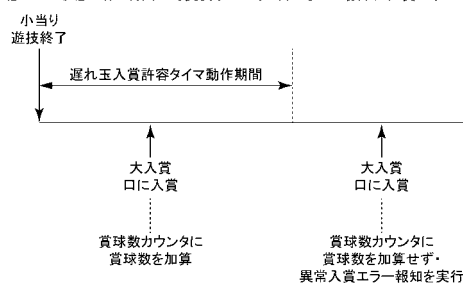 小当り
遊技終了
遅れ玉入賞許容タイマ動作期間
大入賞
口に入賞
賞球数カウンタに
賞球数を加算
大入賞
口に入賞
賞球数カウンタに
賞球数を加算せず・
異常入賞エラー報知を実行